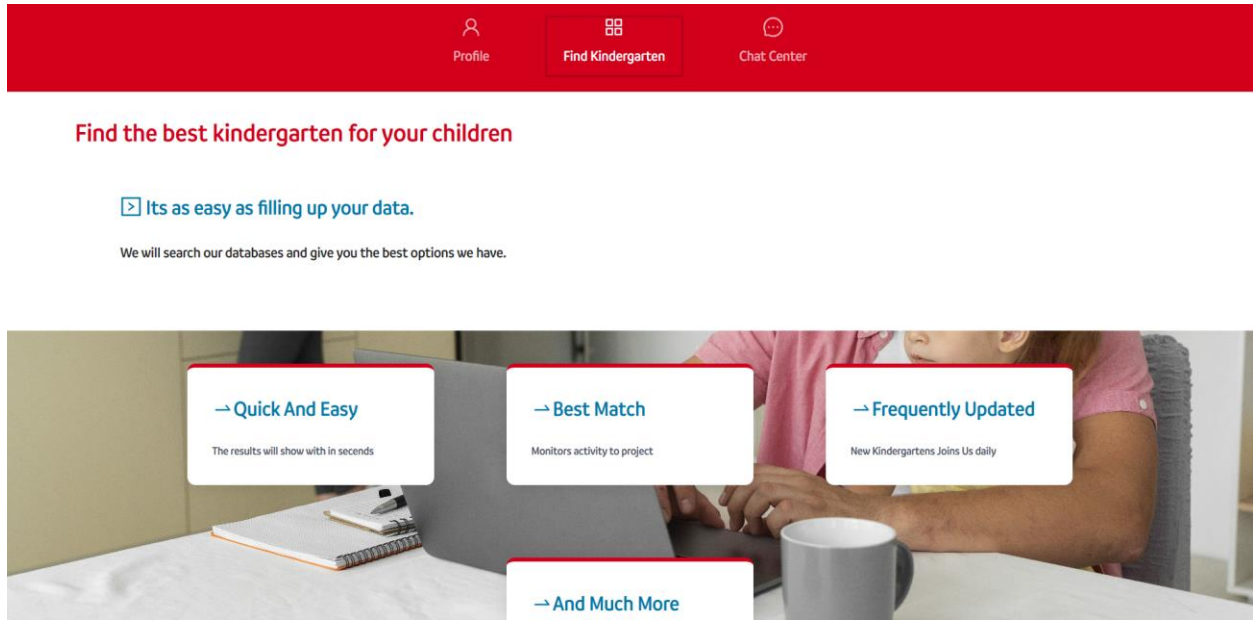 Profile
Find Kindergarten
Chat Center
Find the best kindergarten for your children
Its as easy as filling up your data.
We will search our databases and give you the best options we have.
Quick And Easy
The results will show with in secends
Best Match
Monitors activity to project
Frequently Updated
New Kindergartens Joins Us daily
And Much More